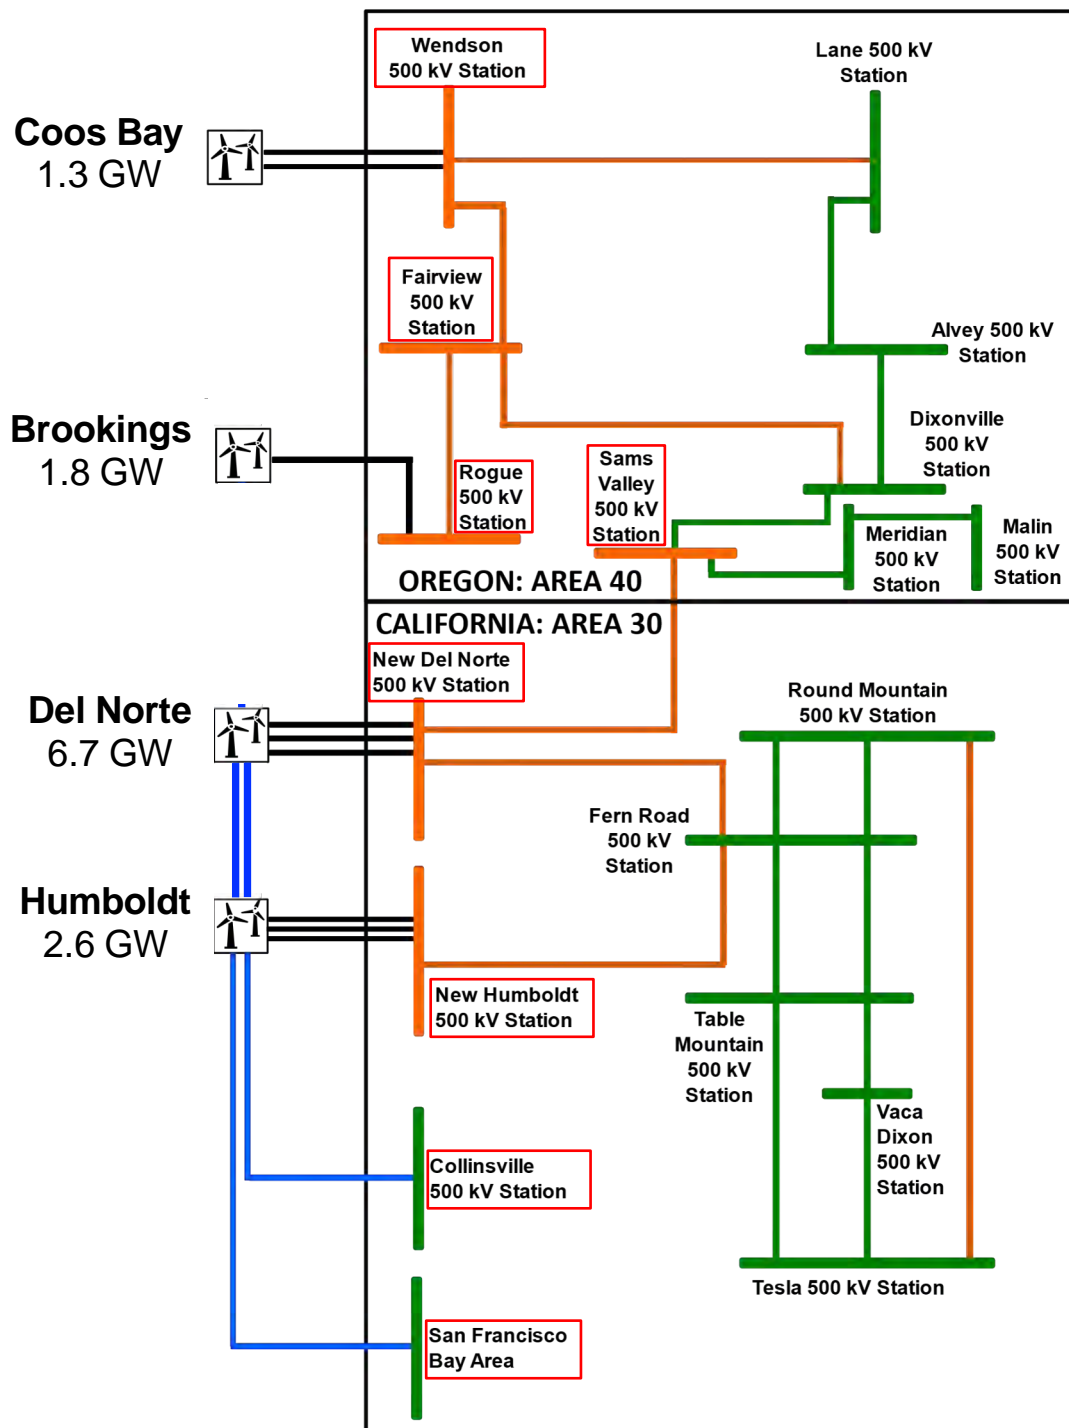 Wendson
500 kV Station
Lane 500 kV
Station
Coos Bay
1.3 GW
Fairview
500 kV
Station
Alvey 500 kV
Station
Brookings
1.8 GW
Dixonville
500 kV
Station
Rogue
500 kV
Station
Sams
Valley
500 kV
Station
Meridian
500 kV
Station
Malin
500 kV
Station
OREGON: AREA 40
CALIFORNIA: AREA 30
New Del Norte
500 kV Station
Del Norte
6.7 GW
Round Mountain
500 kV Station
Fern Road
500 kV
Station
Humboldt
2.6 GW
New Humboldt
500 kV Station
Table
Mountain
500 kV
Station
Vaca
Dixon
500 kV
Station
Collinsville
500 kV Station
Tesla 500 kV Station
San Francisco
Bay Area